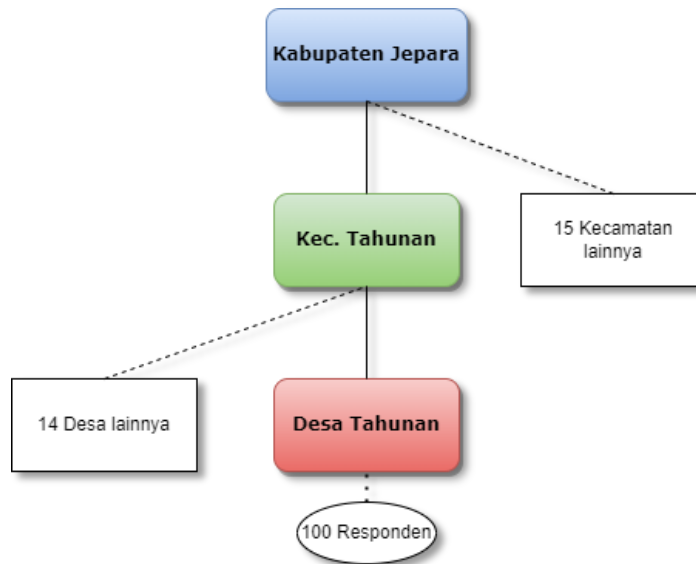 Kabupaten Jepara
Kec. Tahunan
15 Kecamatan
lainnya
14 Desa lainnya
Desa Tahunan
100 Responden